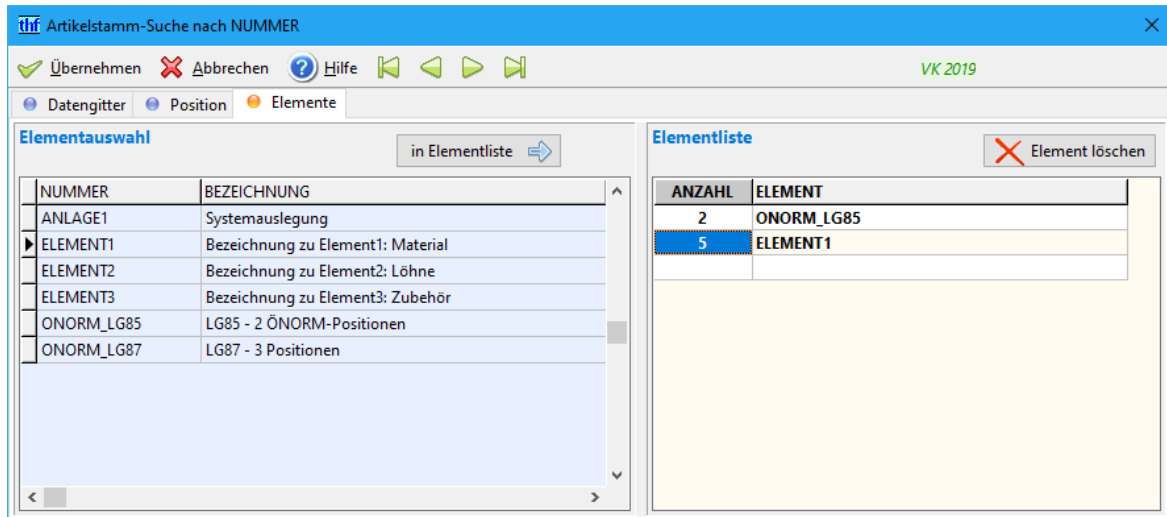 thf Artikelstamm-Suche nach NUMMER
Übernehmen Abbrechen Hilfe VK 2019
Datengitter Position Elemente
Elementauswahl
in Elementliste
NUMMER BEZEICHNUNG
ANLAGE1 Systemauslegung
ELEMENT1 Bezeichnung zu Element1: Material
ELEMENT2 Bezeichnung zu Element2: Löhne
ELEMENT3 Bezeichnung zu Element3: Zubehör
ONORM_LG85 LG85 - 2 ÖNORM-Positionen
ONORM_LG87 LG87 - 3 Positionen
Elementliste
Element löschen
ANZAHL ELEMENT
2 ONORM_LG85
5 ELEMENT1